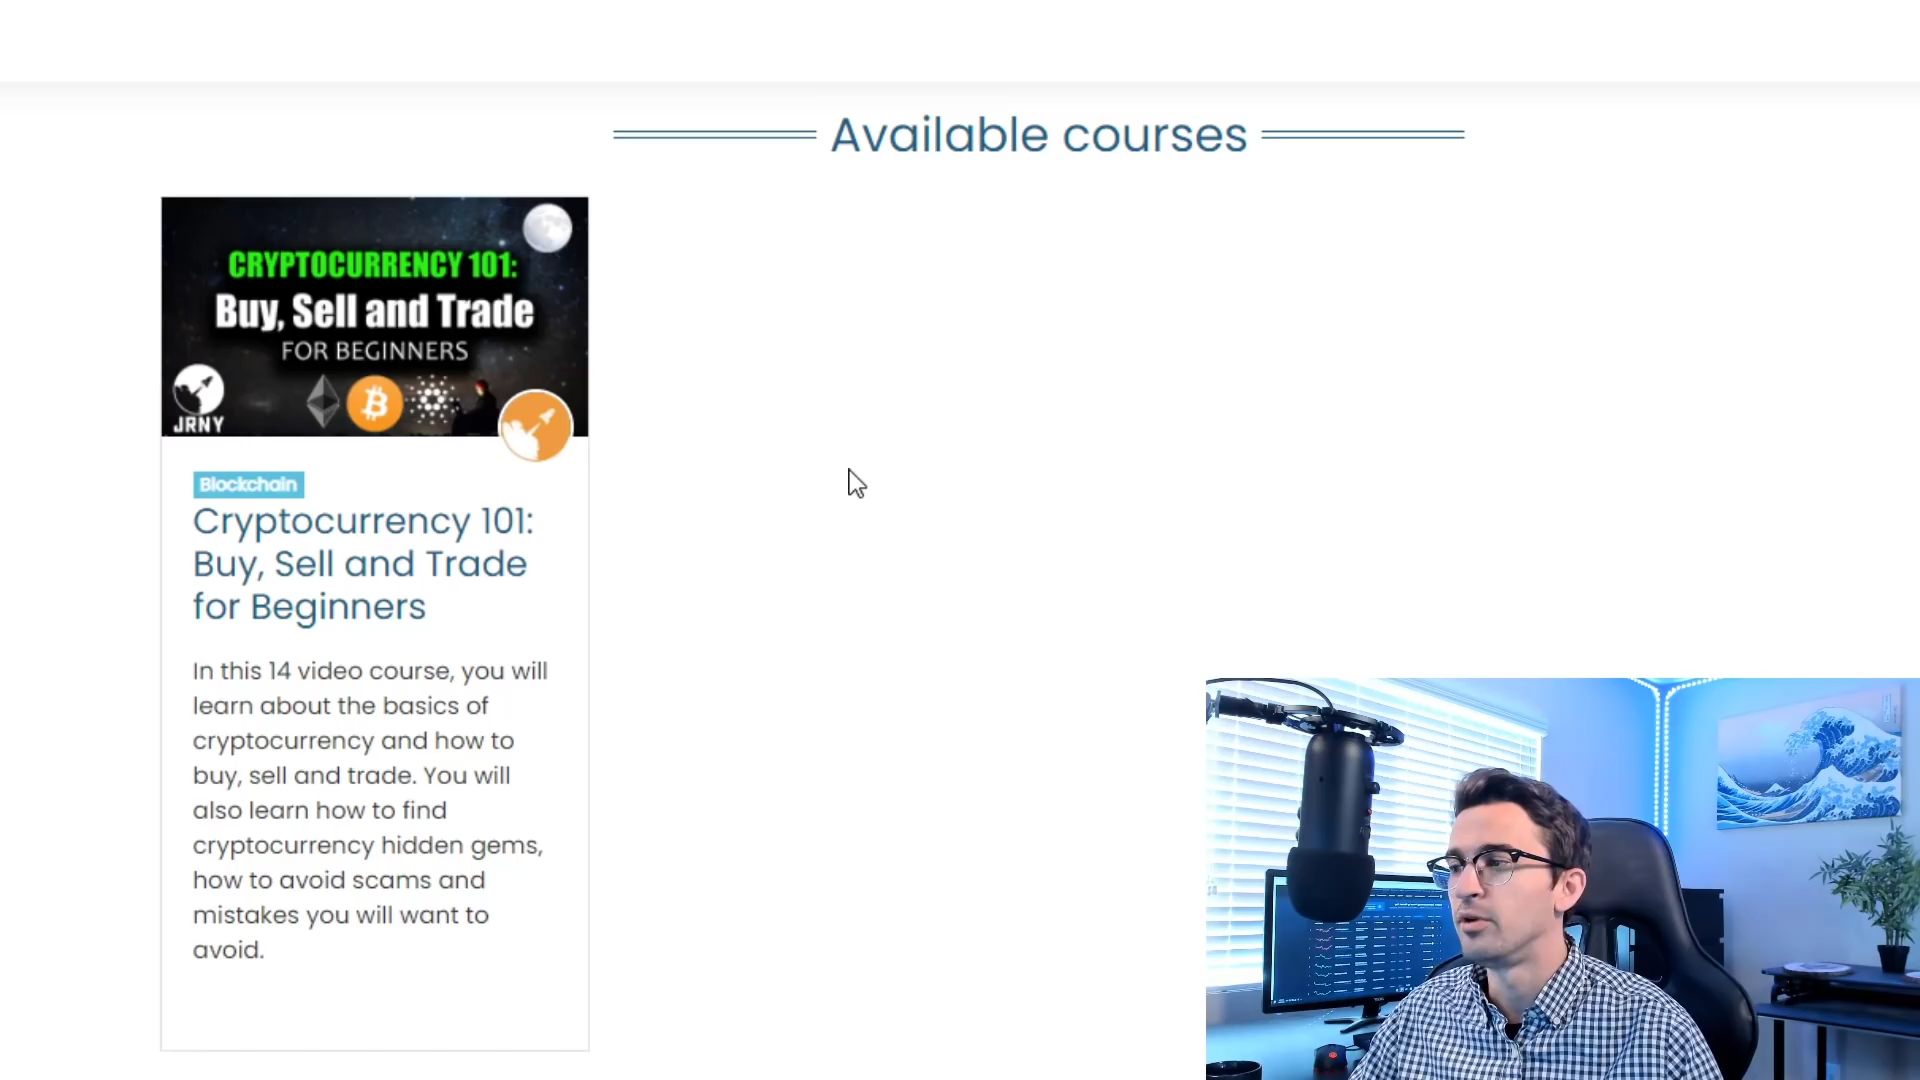 Available courses
CRYPTOCURRENCY 101:
Buy, Sell and Trade
FOR BEGINNERS
JRNY
Blockchain
Cryptocurrency 101:
Buy, Sell and Trade
for Beginners
In this 14 video course, you will
learn about the basics of
cryptocurrency and how to
buy, sell and trade. You will
also learn how to find
cryptocurrency hidden gems,
how to avoid scams and
mistakes you will want to
avoid.